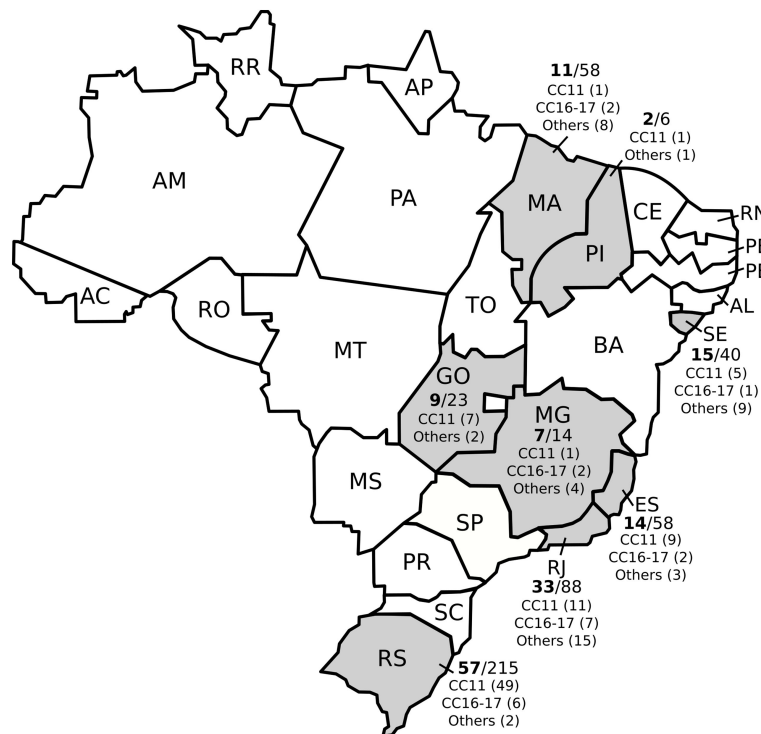 RR
AP
11/58
CC11 (1)
CC16-17 (2)
Others (8)
2/6
CC11 (1)
Others (1)
AM
PA
MA
CE
RN
PI
AC
RO
TO
AL
MT
BA
SE
15/40
CC11 (5)
CC16-17 (1)
Others (9)
GO
9/23
CC11 (7)
Others (2)
MG
7/14
CC11 (1)
CC16-17 (2)
Others (4)
MS
SP
ES
14/58
CC11 (9)
CC16-17 (2)
Others (3)
PR
RJ
33/88
CC11 (11)
CC16-17 (7)
Others (15)
SC
RS
57/215
CC11 (49)
CC16-17 (6)
Others (2)